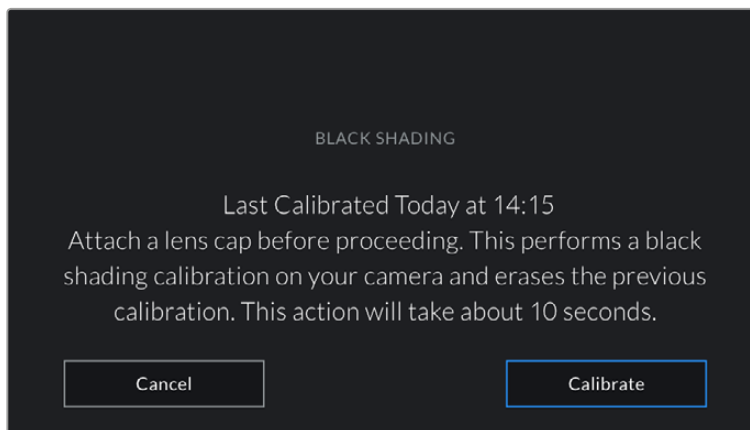 BLACK SHADING
Last Calibrated Today at 14:15
Attach a lens cap before proceeding. This performs a black
shading calibration on your camera and erases the previous
calibration. This action will take about 10 seconds.
Cancel
Calibrate